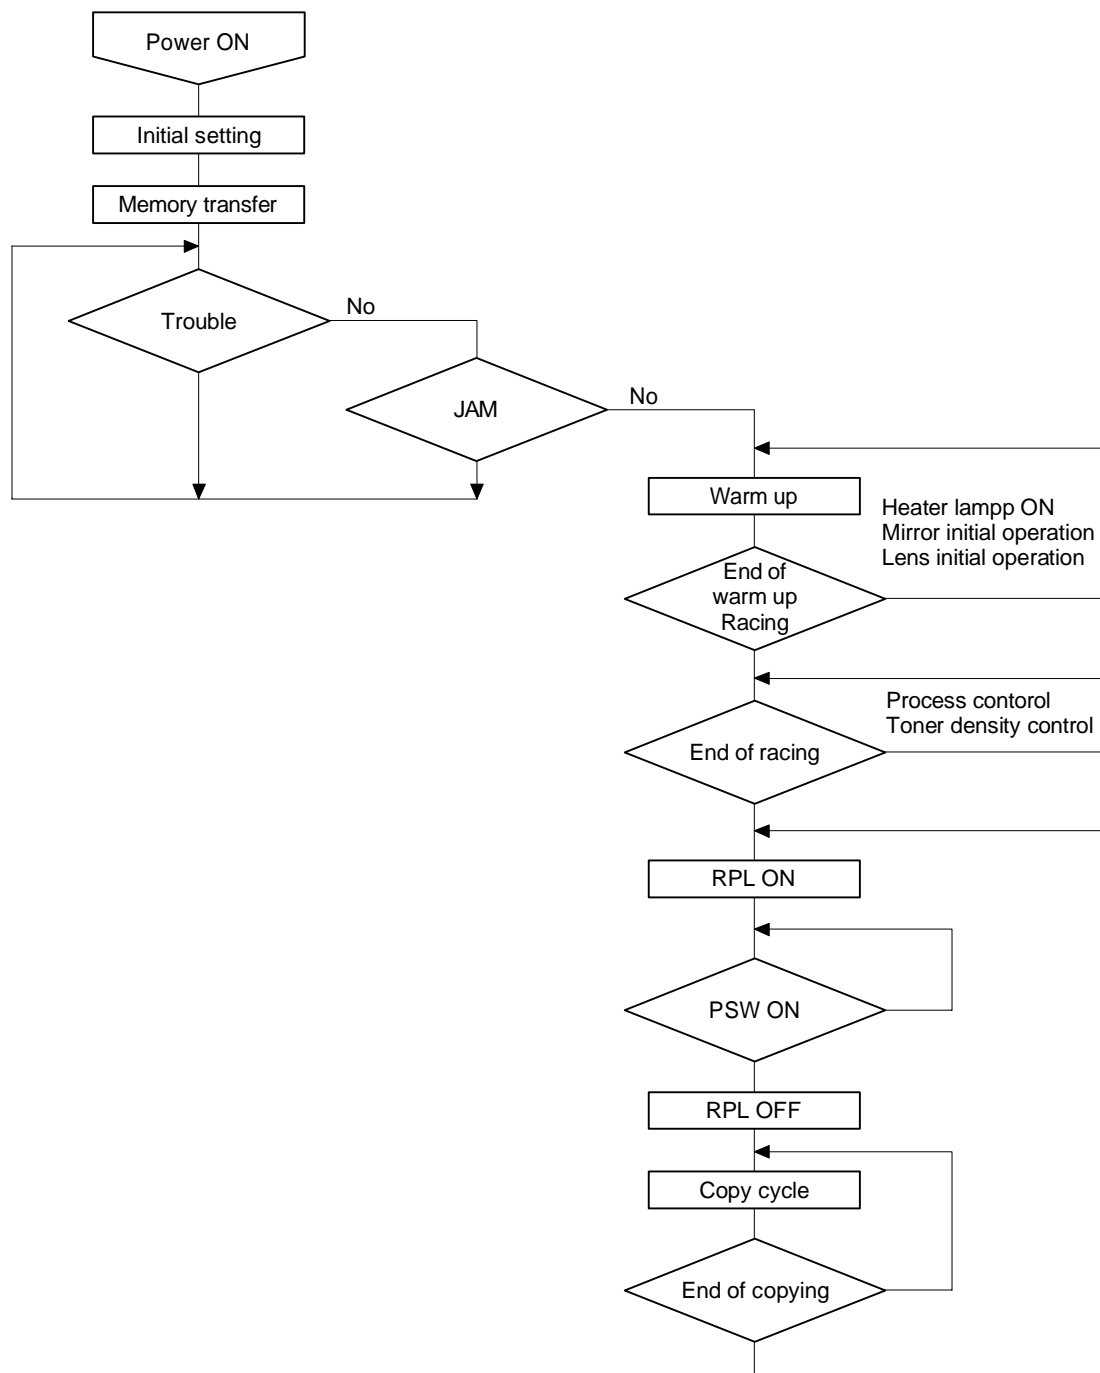 Power ON
Initial setting
Memory transfer
Trouble
No
JAM
No
Warm up
Heater lampp ON
Mirror initial operation
Lens initial operation
End of
warm up
Racing
Process contorol
Toner density control
End of racing
RPL ON
PSW ON
RPL OFF
Copy cycle
End of copying